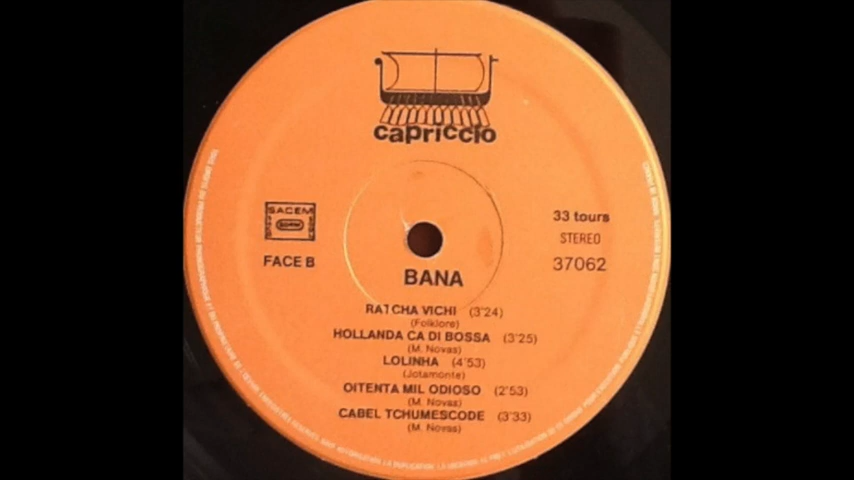 capriccio
SACEM
33 tours
STEREO
FACE B
37062
BANA
RATCHA VICHI (3'24)
(Folklore)
HOLLANDA CA DI BOSSA (3'25)
(M. Novas)
LOLINHA (4'53)
(Jotamonte)
OITENTA MIL ODIOSO (2'53)
(M. Novas)
CABEL TCHUMESCODE (3'33)
(M. Novas)